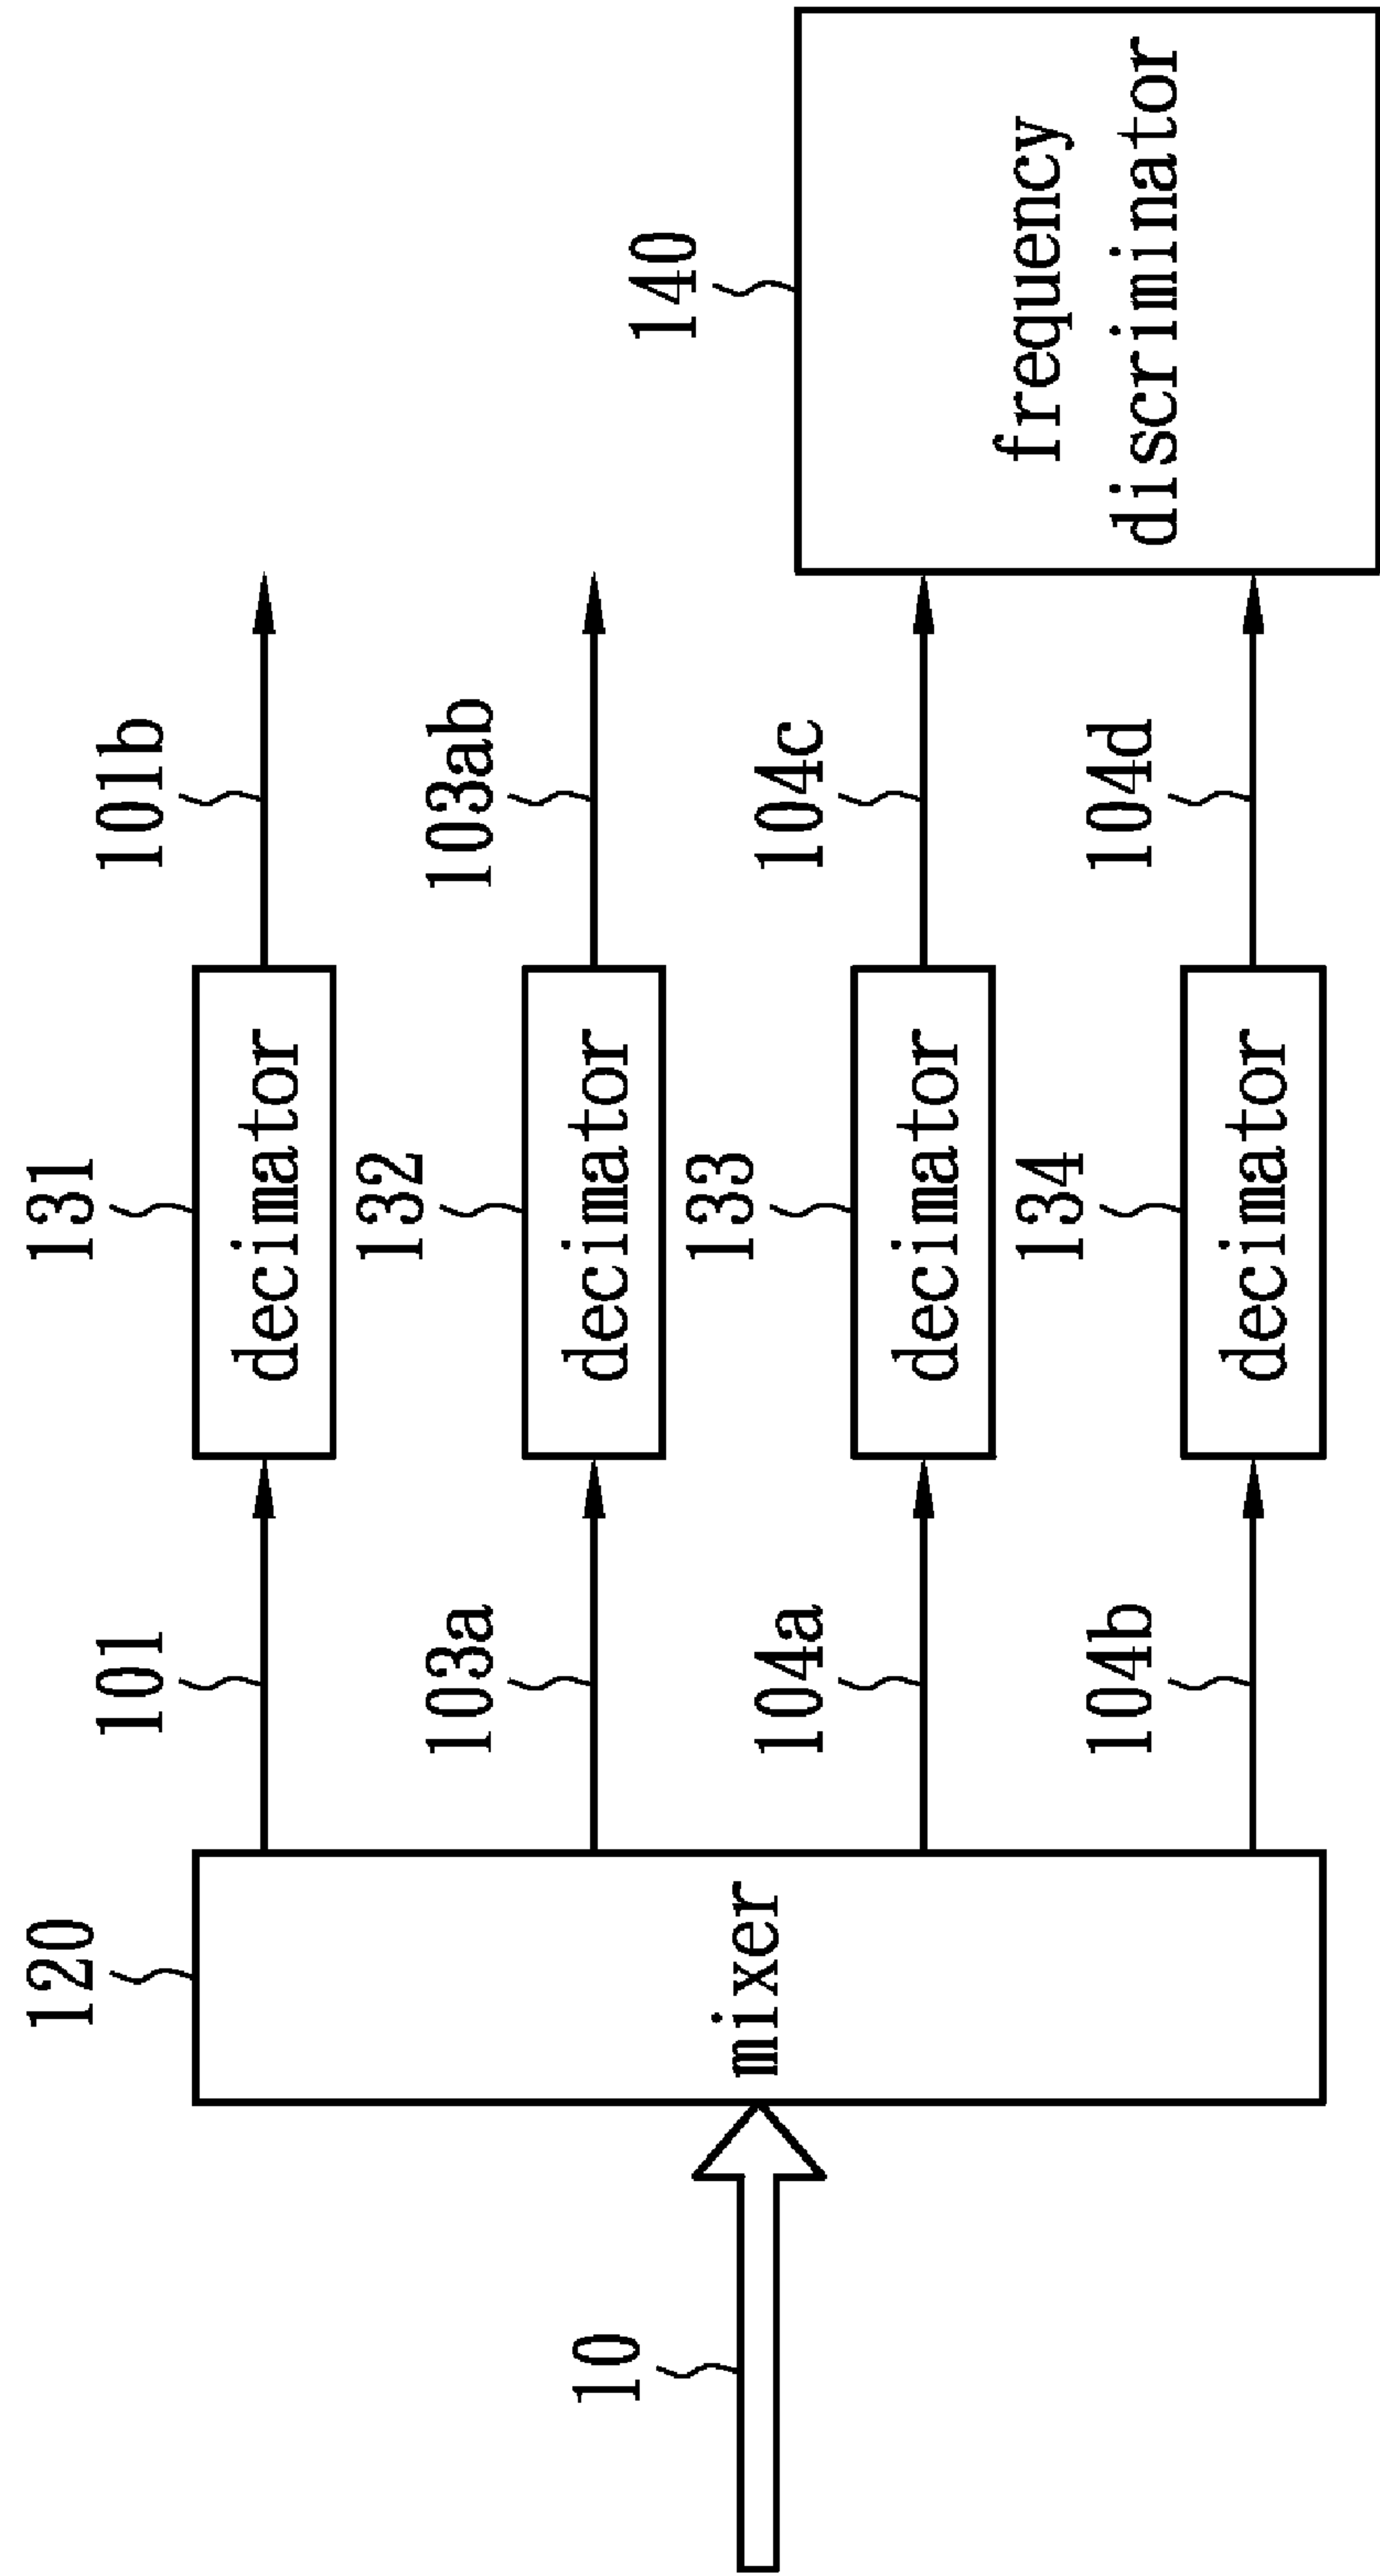 10
120
mixer
101
103a
104a
104b
131
decimator
132
decimator
133
decimator
134
decimator
101b
103ab
104c
104d
140
frequency
discriminator